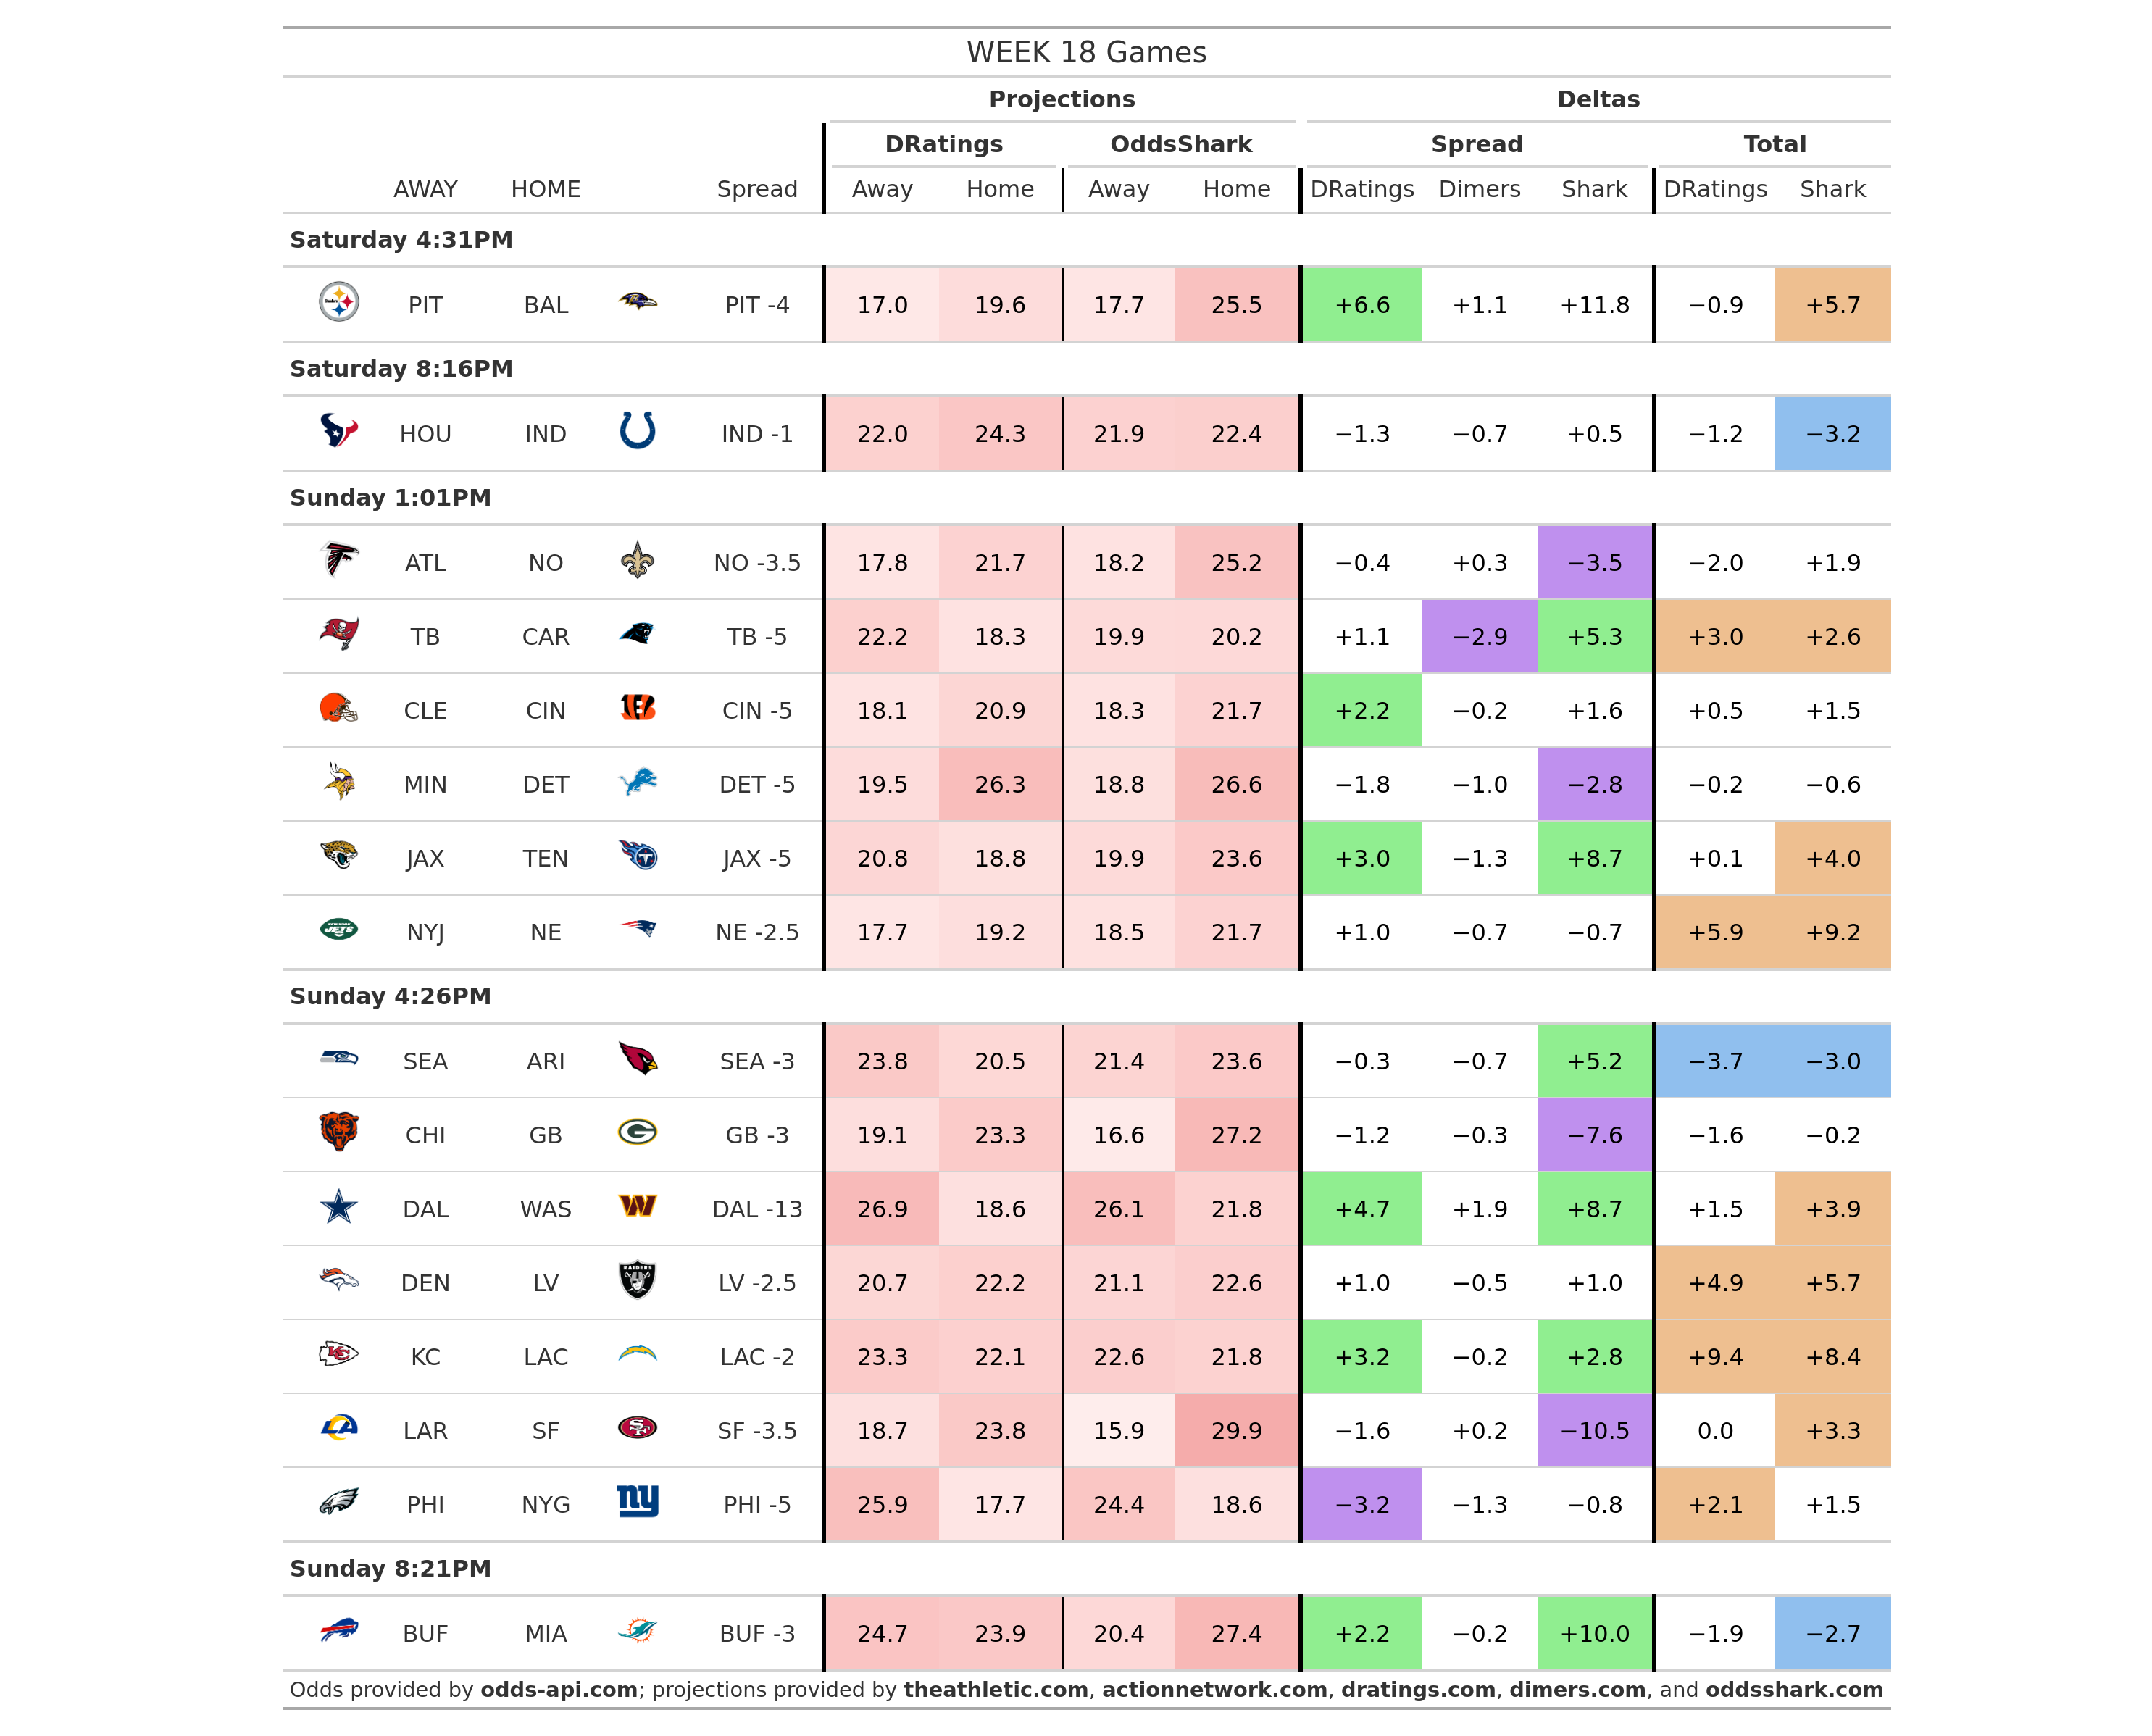 WEEK 18 Games
Projections Deltas
DRatings OddsShark Spread Total
AWAY HOME Spread Away Home Away Home DRatings Dimers Shark DRatings Shark
Saturday 4:31PM
PIT BAL PIT -4 17.0 19.6 17.7 25.5 +6.6 +1.1 +11.8 −0.9 +5.7
Saturday 8:16PM
HOU IND IND -1 22.0 24.3 21.9 22.4 −1.3 −0.7 +0.5 −1.2 −3.2
Sunday 1:01PM
ATL NO NO -3.5 17.8 21.7 18.2 25.2 −0.4 +0.3 −3.5 −2.0 +1.9
TB CAR TB -5 22.2 18.3 19.9 20.2 +1.1 −2.9 +5.3 +3.0 +2.6
CLE CIN CIN -5 18.1 20.9 18.3 21.7 +2.2 −0.2 +1.6 +0.5 +1.5
MIN DET DET -5 19.5 26.3 18.8 26.6 −1.8 −1.0 −2.8 −0.2 −0.6
JAX TEN JAX -5 20.8 18.8 19.9 23.6 +3.0 −1.3 +8.7 +0.1 +4.0
NYJ NE NE -2.5 17.7 19.2 18.5 21.7 +1.0 −0.7 −0.7 +5.9 +9.2
Sunday 4:26PM
SEA ARI SEA -3 23.8 20.5 21.4 23.6 −0.3 −0.7 +5.2 −3.7 −3.0
CHI GB GB -3 19.1 23.3 16.6 27.2 −1.2 −0.3 −7.6 −1.6 −0.2
DAL WAS DAL -13 26.9 18.6 26.1 21.8 +4.7 +1.9 +8.7 +1.5 +3.9
DEN LV LV -2.5 20.7 22.2 21.1 22.6 +1.0 −0.5 +1.0 +4.9 +5.7
KC LAC LAC -2 23.3 22.1 22.6 21.8 +3.2 −0.2 +2.8 +9.4 +8.4
LAR SF SF -3.5 18.7 23.8 15.9 29.9 −1.6 +0.2 −10.5 0.0 +3.3
PHI NYG PHI -5 25.9 17.7 24.4 18.6 −3.2 −1.3 −0.8 +2.1 +1.5
Sunday 8:21PM
BUF MIA BUF -3 24.7 23.9 20.4 27.4 +2.2 −0.2 +10.0 −1.9 −2.7
Odds provided by odds-api.com; projections provided by theathletic.com, actionnetwork.com, dratings.com, dimers.com, and oddsshark.com